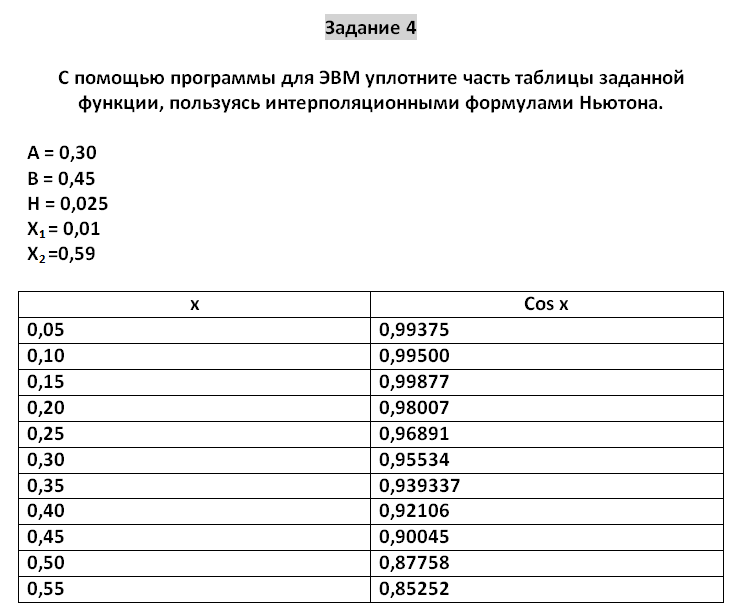 Задание 4
С помощью программы для ЭВМ уплотните часть таблицы заданной
функции, пользуясь интерполяционными формулами Ньютона.
A = 0,30
B = 0,45
H = 0,025
X1 = 0,01
X2 =0,59
x Cos x
0,05 0,99375
0,10 0,99500
0,15 0,99877
0,20 0,98007
0,25 0,96891
0,30 0,95534
0,35 0,939337
0,40 0,92106
0,45 0,90045
0,50 0,87758
0,55 0,85252